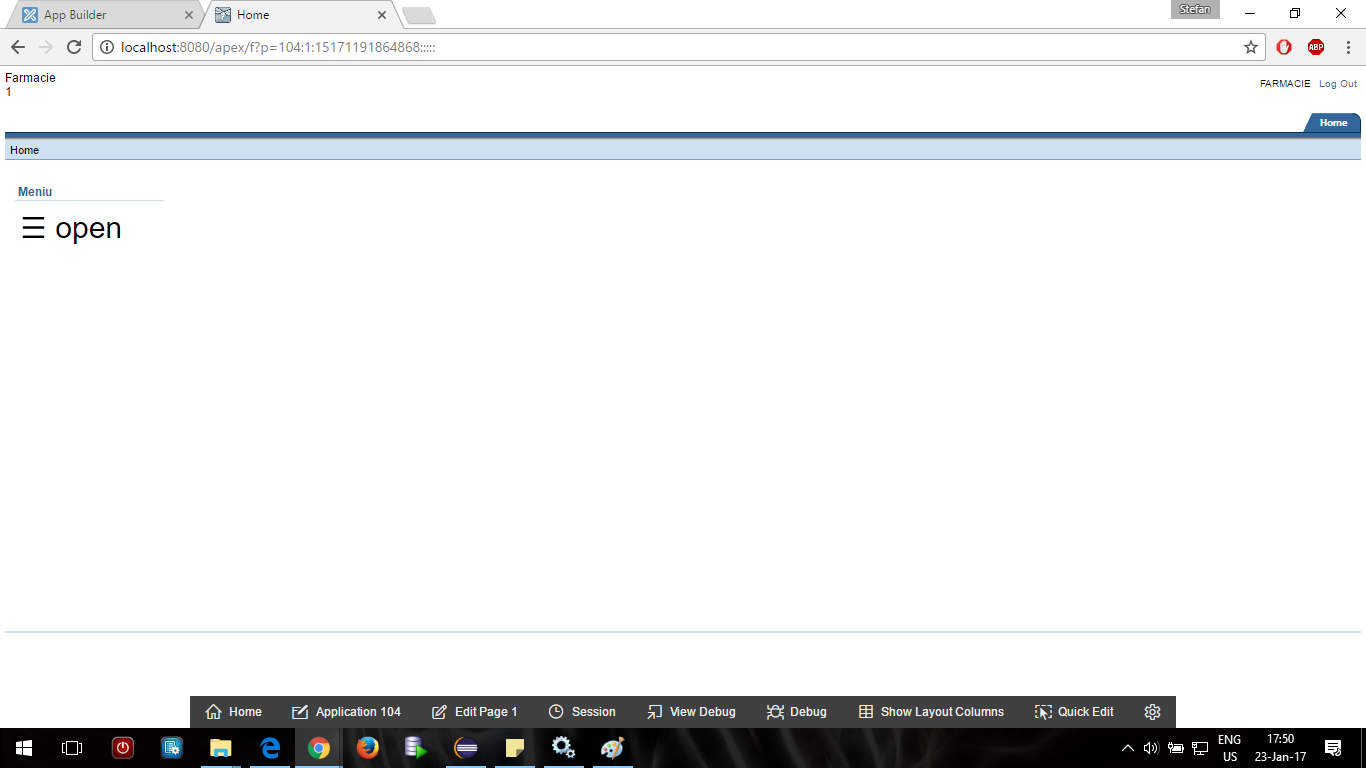 App Builder
Home
Stefan
localhost:8080/apex/f?p=104:1:15171191864868:::::
ABP
Farmacie
1
FARMACIE Log Out
Home
Home
Meniu
☰ open
Home Application 104 Edit Page 1 Session View Debug Debug Show Layout Columns Quick Edit
ENG
US
17:50
23-Jan-17